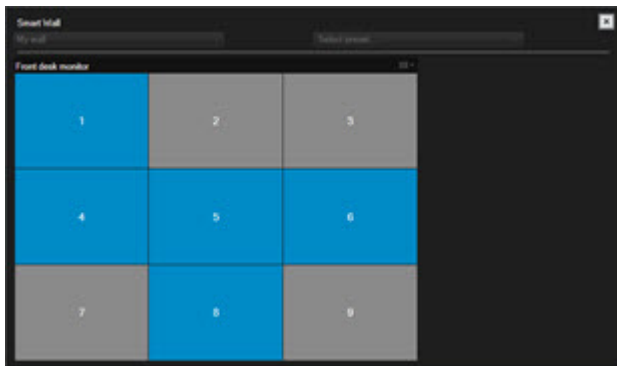 Smart Wall
My wall Select preset
Front desk monitor
1 2 3
4 5 6
7 8 9